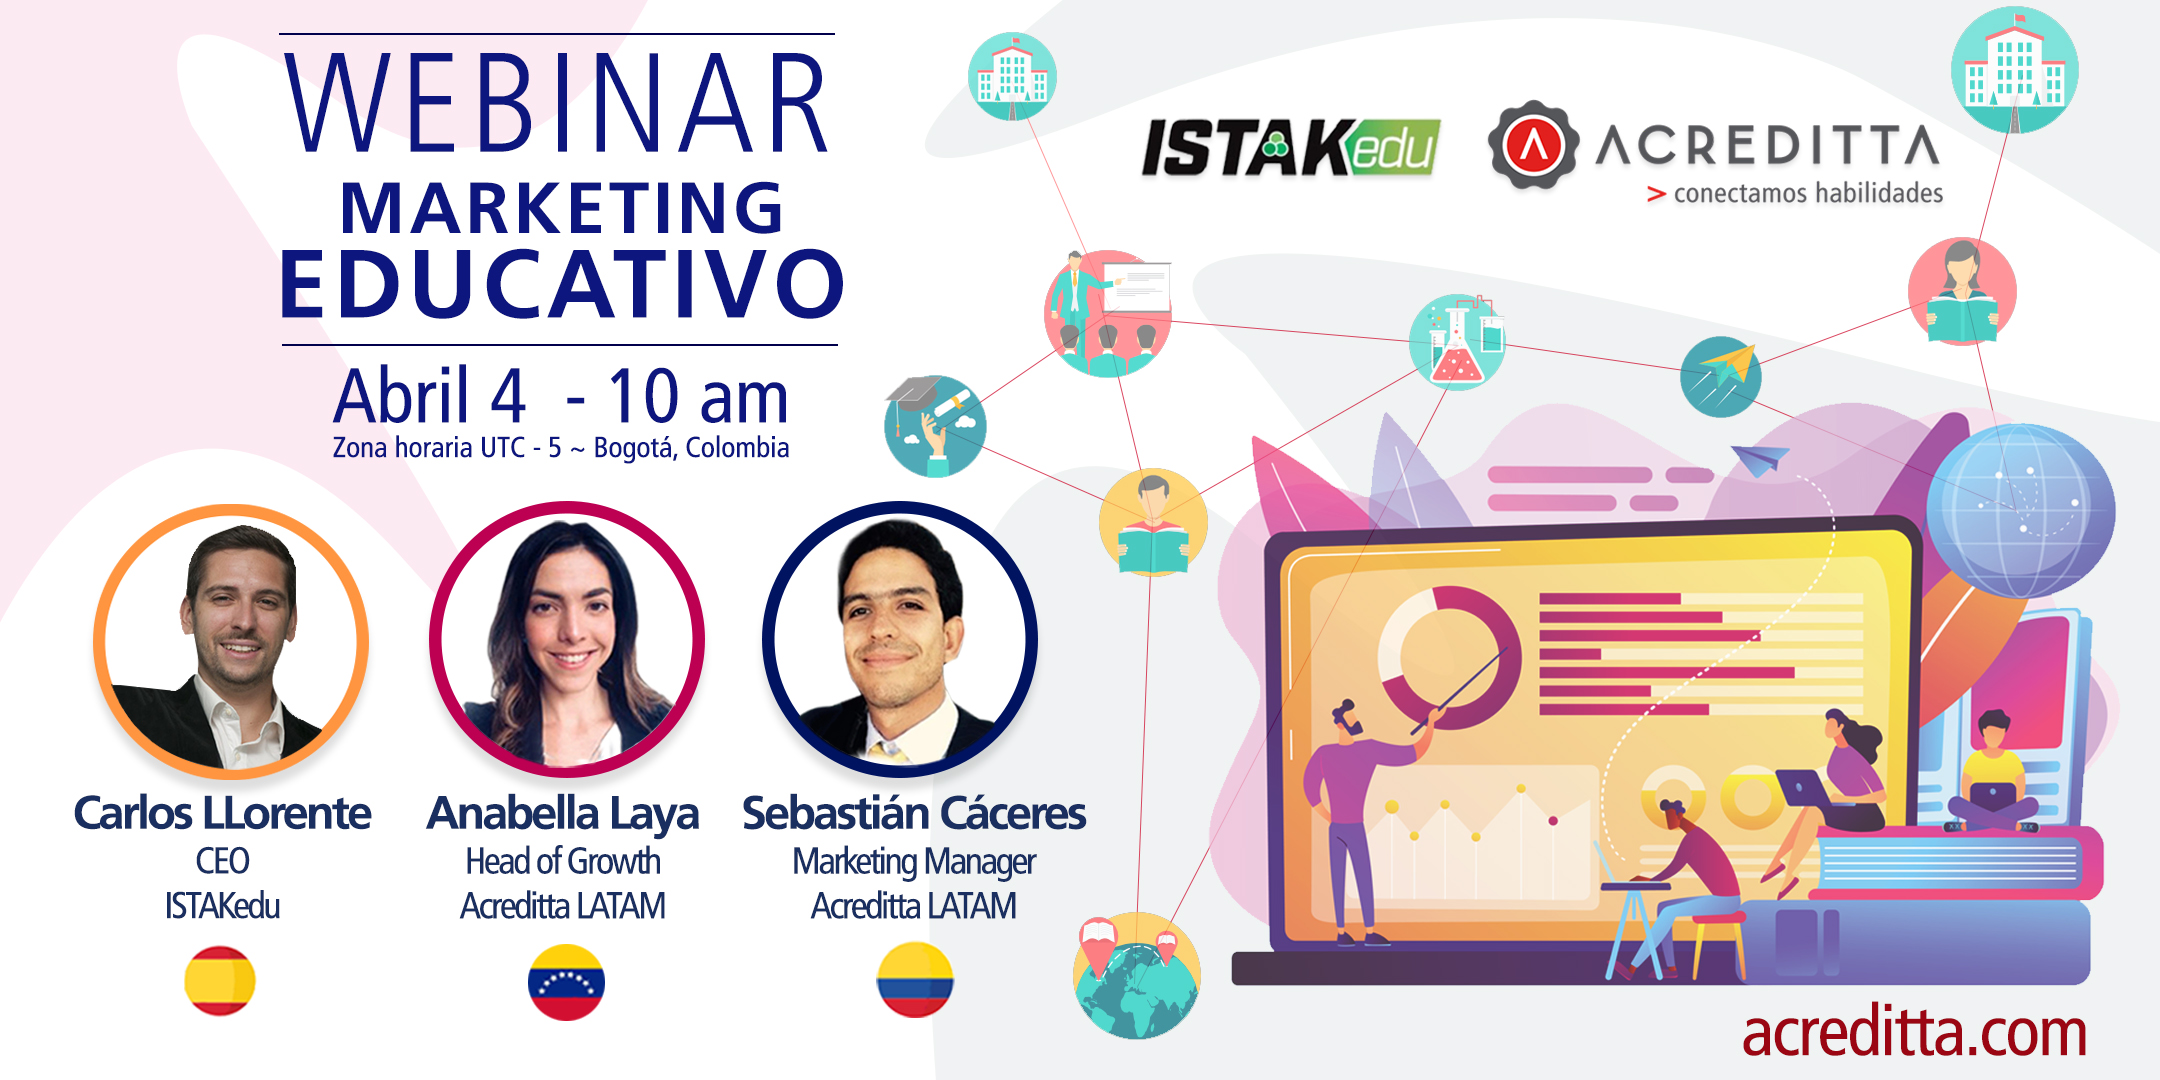 WEBINAR
MARKETING
EDUCATIVO
Abril 4 - 10 am
Zona horaria UTC - 5 ~ Bogotá, Colombia
ISTAKedu
ACREDITTA
> conectamos habilidades
Carlos LLorente
CEO
ISTAKedu
Anabella Laya
Head of Growth
Acreditta LATAM
Sebastián Cáceres
Marketing Manager
Acreditta LATAM
acreditta.com